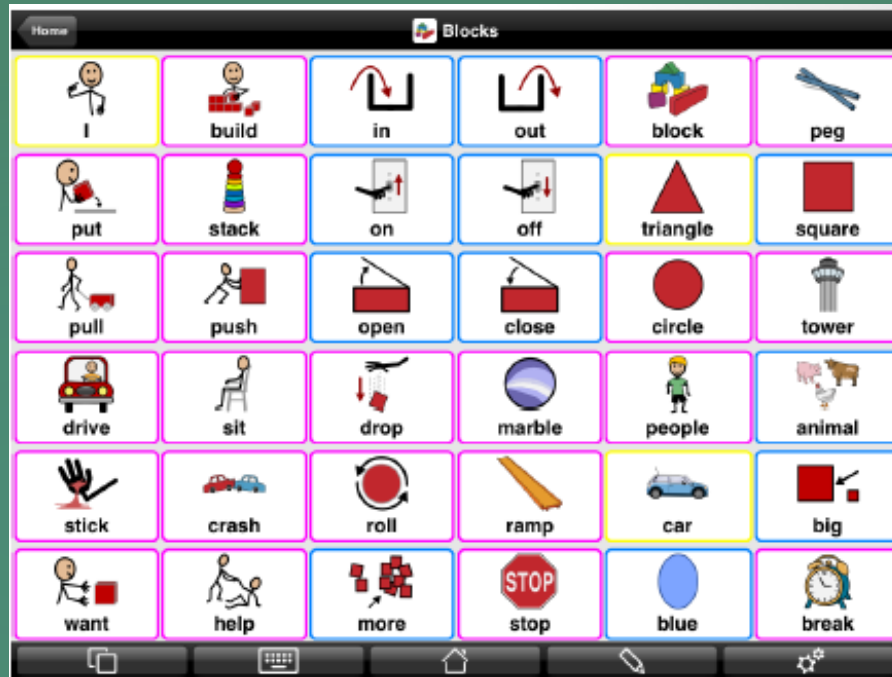 Home
Blocks
I build in out block peg
put stack on off triangle square
pull push open close circle tower
drive sit drop marble people animal
stick crash roll ramp car big
STOP
want help more stop blue break